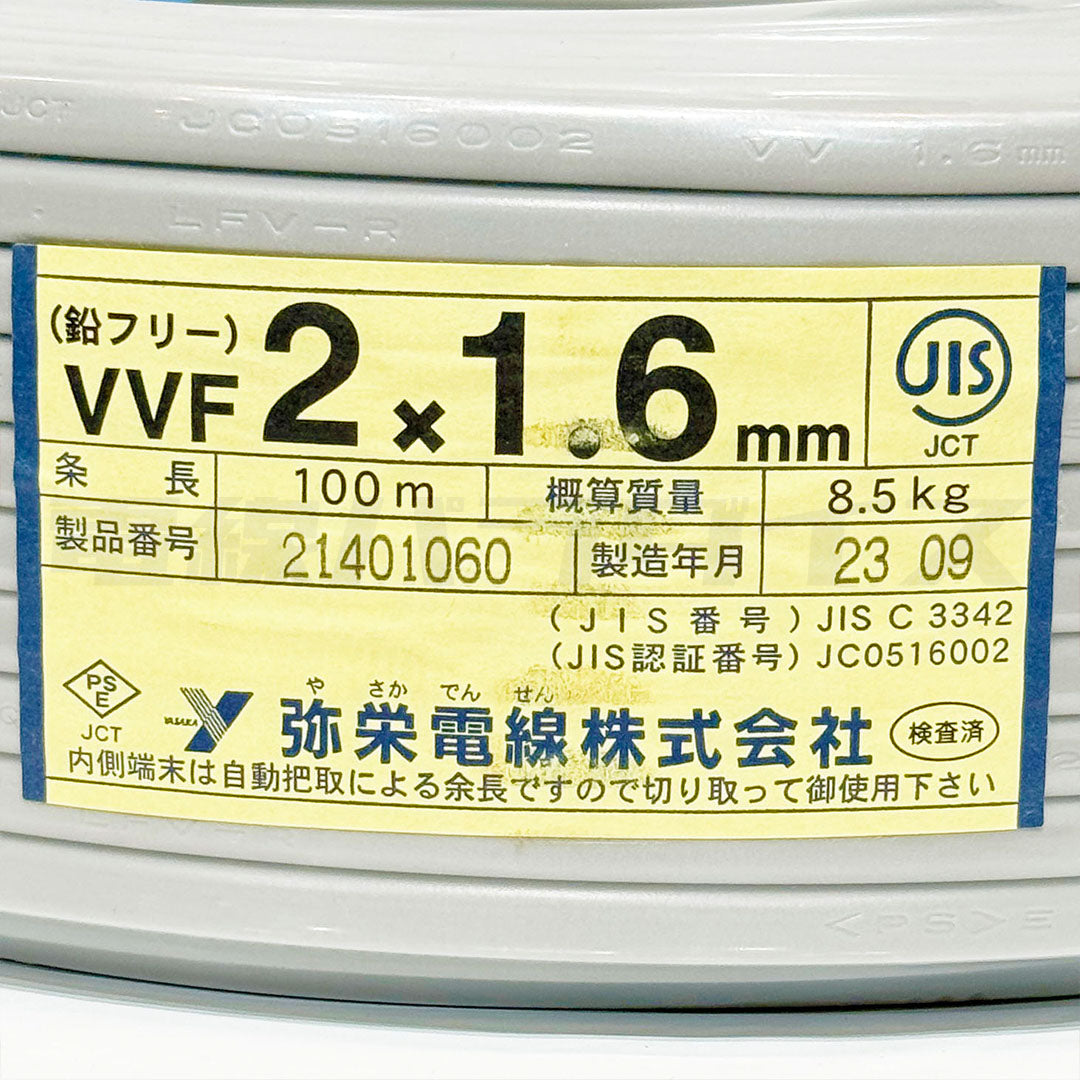 JCT JC0516002 VV 1.6mm
LFV-R
(鉛フリー)
VVF 2×1.6mm
JIS
JCT
条長 100m 概算質量 8.5kg
製品番号 21401060 製造年月 23 09
(JIS番号) JIS C 3342
(JIS認証番号) JC0516002
PSE
JCT
YASAKA
や さか でん せん
弥栄電線株式会社 検査済
内側端末は自動把取による余長ですので切り取って御使用下さい
<PS>E